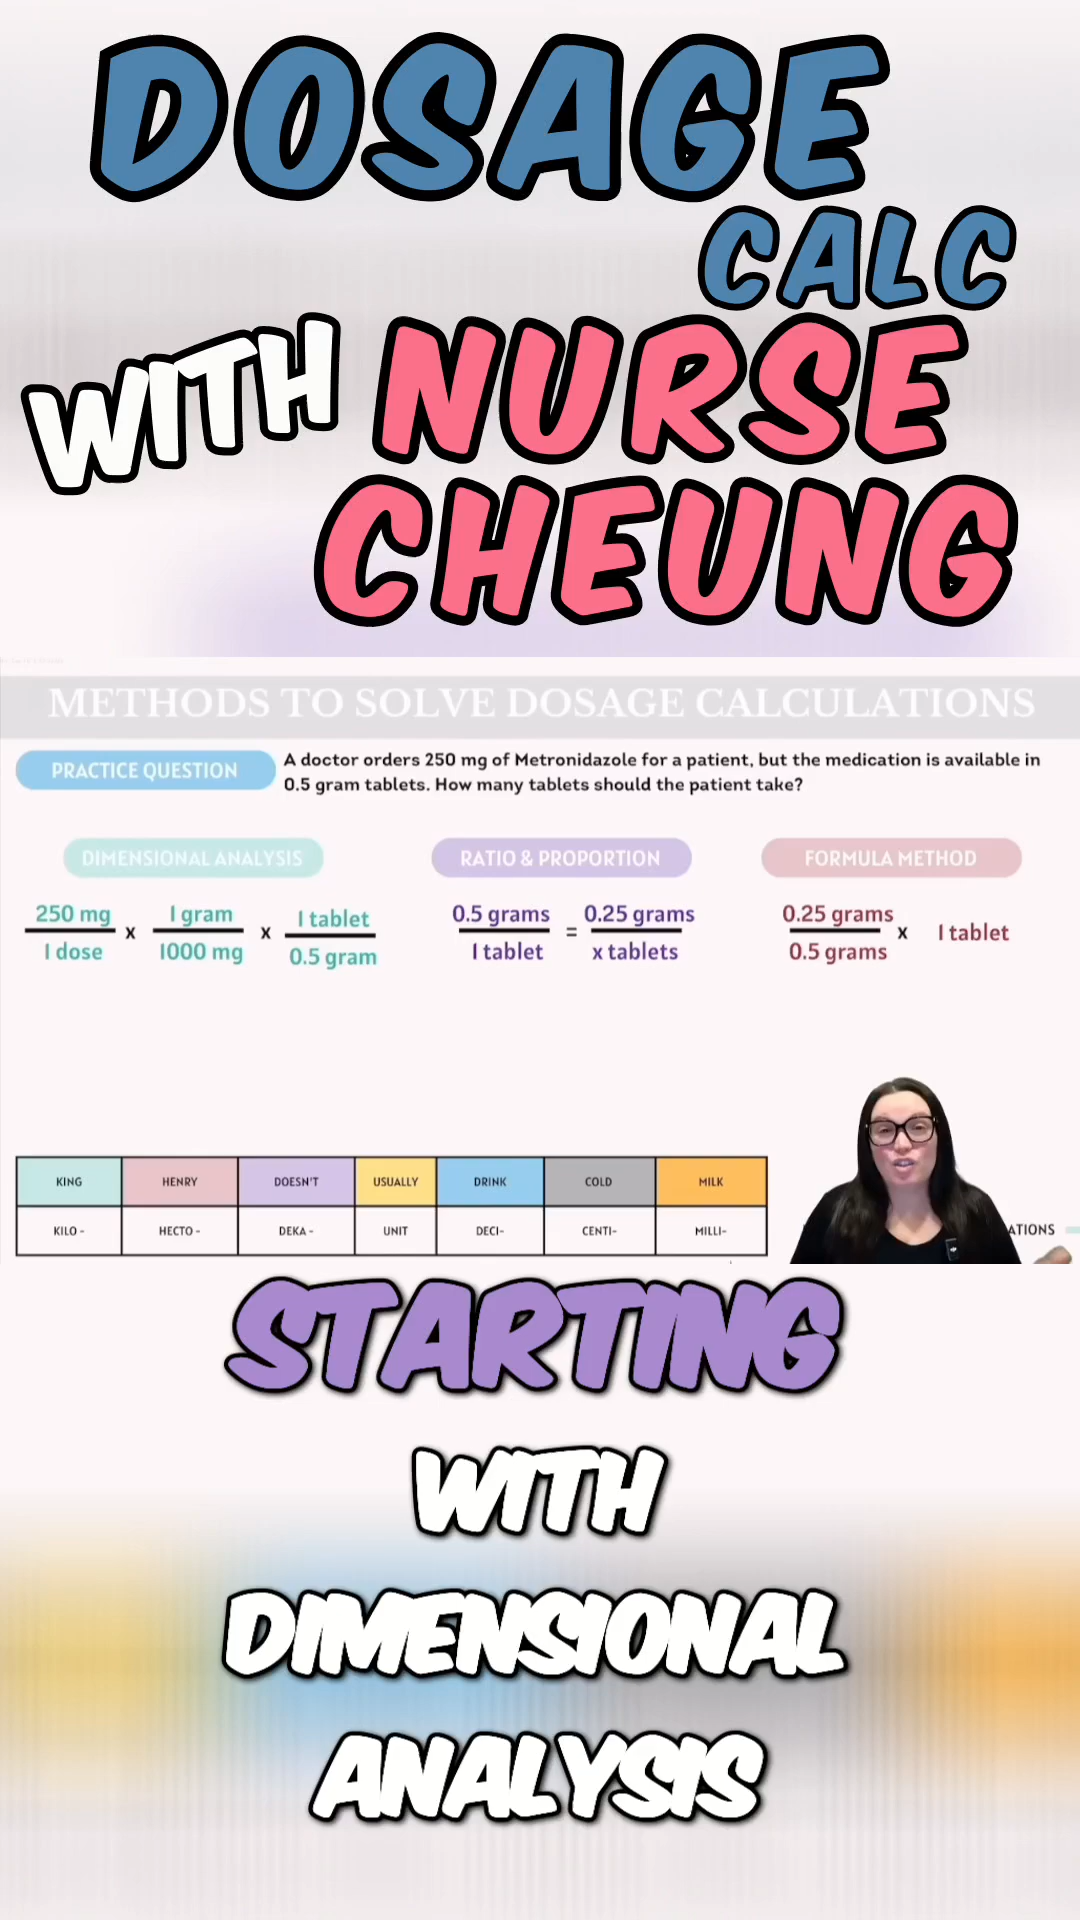 DOSAGE
CALC
WITH NURSE
CHEUNG
METHODS TO SOLVE DOSAGE CALCULATIONS
PRACTICE QUESTION
A doctor orders 250 mg of Metronidazole for a patient, but the medication is available in
0.5 gram tablets. How many tablets should the patient take?
DIMENSIONAL ANALYSIS
250 mg x 1 gram x 1 tablet
1 dose 1000 mg 0.5 gram
RATIO & PROPORTION
0.5 grams = 0.25 grams
1 tablet x tablets
FORMULA METHOD
0.25 grams x 1 tablet
0.5 grams
KING HENRY DOESN'T USUALLY DRINK COLD MILK
KILO - HECTO - DEKA - UNIT DECI- CENTI- MILLI-
ATIONS
STARTING
WITH
DIMENSIONAL
ANALYSIS